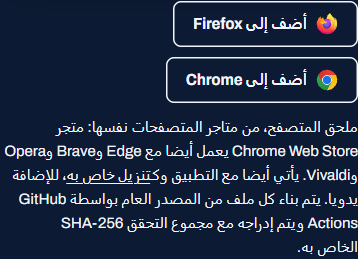 أضف إلى Firefox
أضف إلى Chrome
ملحق المتصفح، من متاجر المتصفحات نفسها: متجر
Chrome Web Store يعمل أيضا مع Edge وBrave وOpera
وVivaldi. يأتي أيضا مع التطبيق وكتنزيل خاص به، للإضافة
يدويا. يتم بناء كل ملف من المصدر العام بواسطة GitHub
Actions ويتم إدراجه مع مجموع التحقق SHA-256
الخاص به.